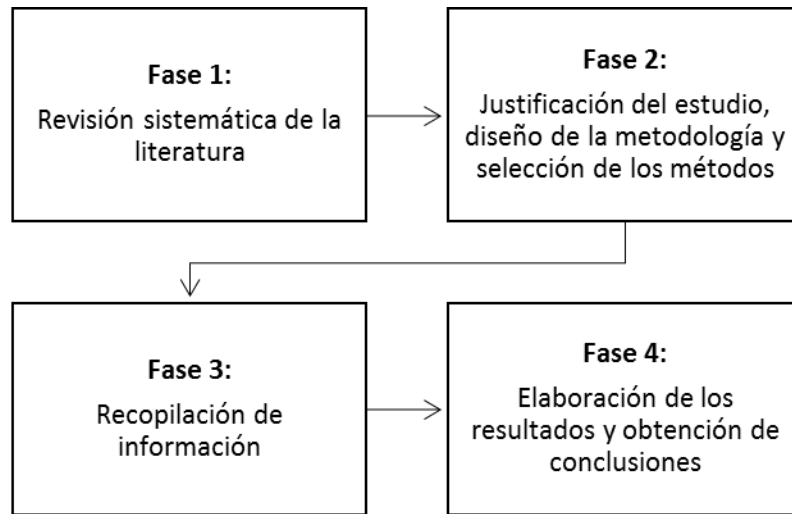 Fase 1:
Revisión sistemática de la
literatura
Fase 2:
Justificación del estudio,
diseño de la metodología y
selección de los métodos
Fase 3:
Recopilación de
información
Fase 4:
Elaboración de los
resultados y obtención de
conclusiones